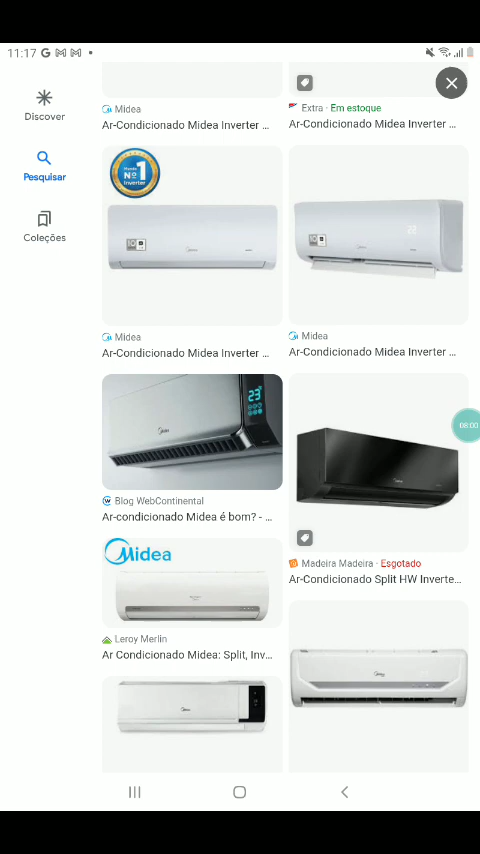 11:17
Discover
Pesquisar
Coleções
Midea
Ar-Condicionado Midea Inverter ...
Extra · Em estoque
Ar-Condicionado Midea Inverter ...
Nº1
Inverter
Midea
Ar-Condicionado Midea Inverter ...
Midea
Ar-Condicionado Midea Inverter ...
23
Midea
Blog WebContinental
Ar-condicionado Midea é bom? - ...
08:00
Madeira Madeira · Esgotado
Ar-Condicionado Split HW Inverte...
Midea
Leroy Merlin
Ar Condicionado Midea: Split, Inv...